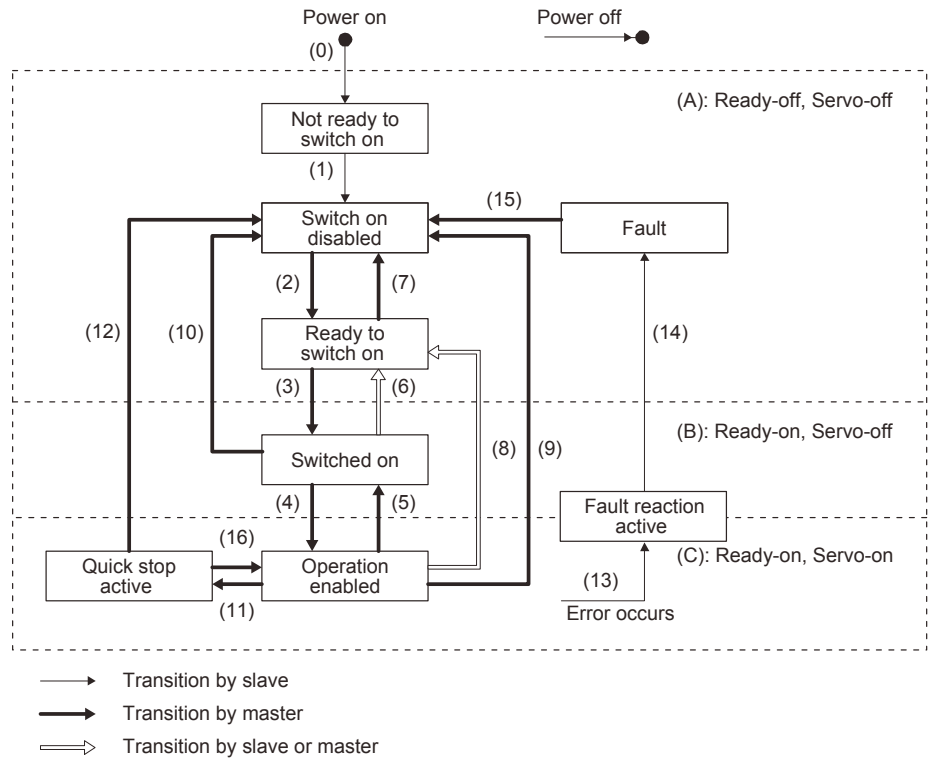 Power on
Power off
(0)
(A): Ready-off, Servo-off
Not ready to
switch on
(1)
(15)
Switch on
disabled
Fault
(2)
(7)
(12)
(10)
(14)
Ready to
switch on
(3)
(6)
(B): Ready-on, Servo-off
(8)
(9)
Switched on
(4)
(5)
Fault reaction
active
(16)
(C): Ready-on, Servo-on
Quick stop
active
Operation
enabled
(13)
(11)
Error occurs
Transition by slave
Transition by master
Transition by slave or master